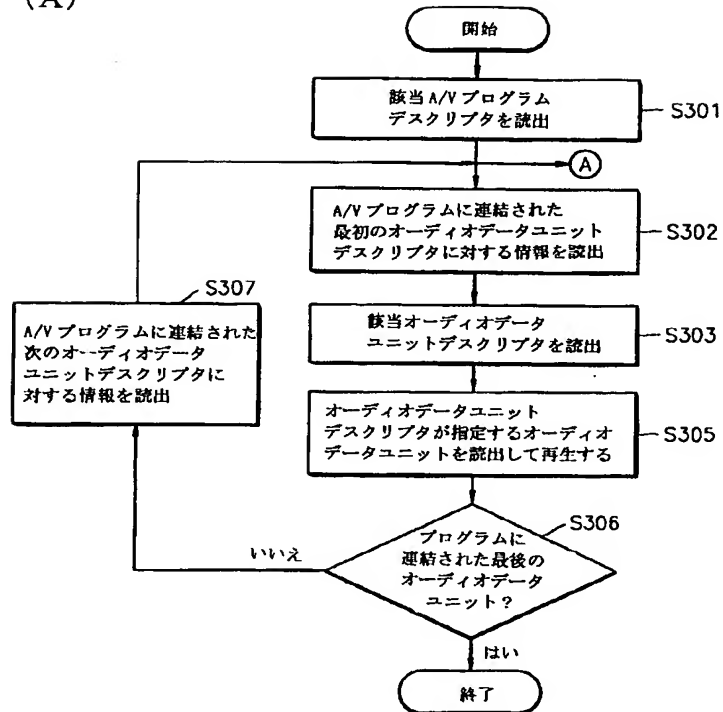 (A)
開始
該当A/Vプログラム
デスクリプタを読出
S301
A
A/Vプログラムに連結された
最初のオーディオデータユニット
デスクリプタに対する情報を読出
S302
S307
A/Vプログラムに連結された
次のオーディオデータ
ユニットデスクリプタに
対する情報を読出
該当オーディオデータ
ユニットデスクリプタを読出
S303
オーディオデータユニット
デスクリプタが指定するオーディオ
データユニットを読出して再生する
S305
S306
プログラムに
連結された最後の
オーディオデータ
ユニット?
いいえ
はい
終了